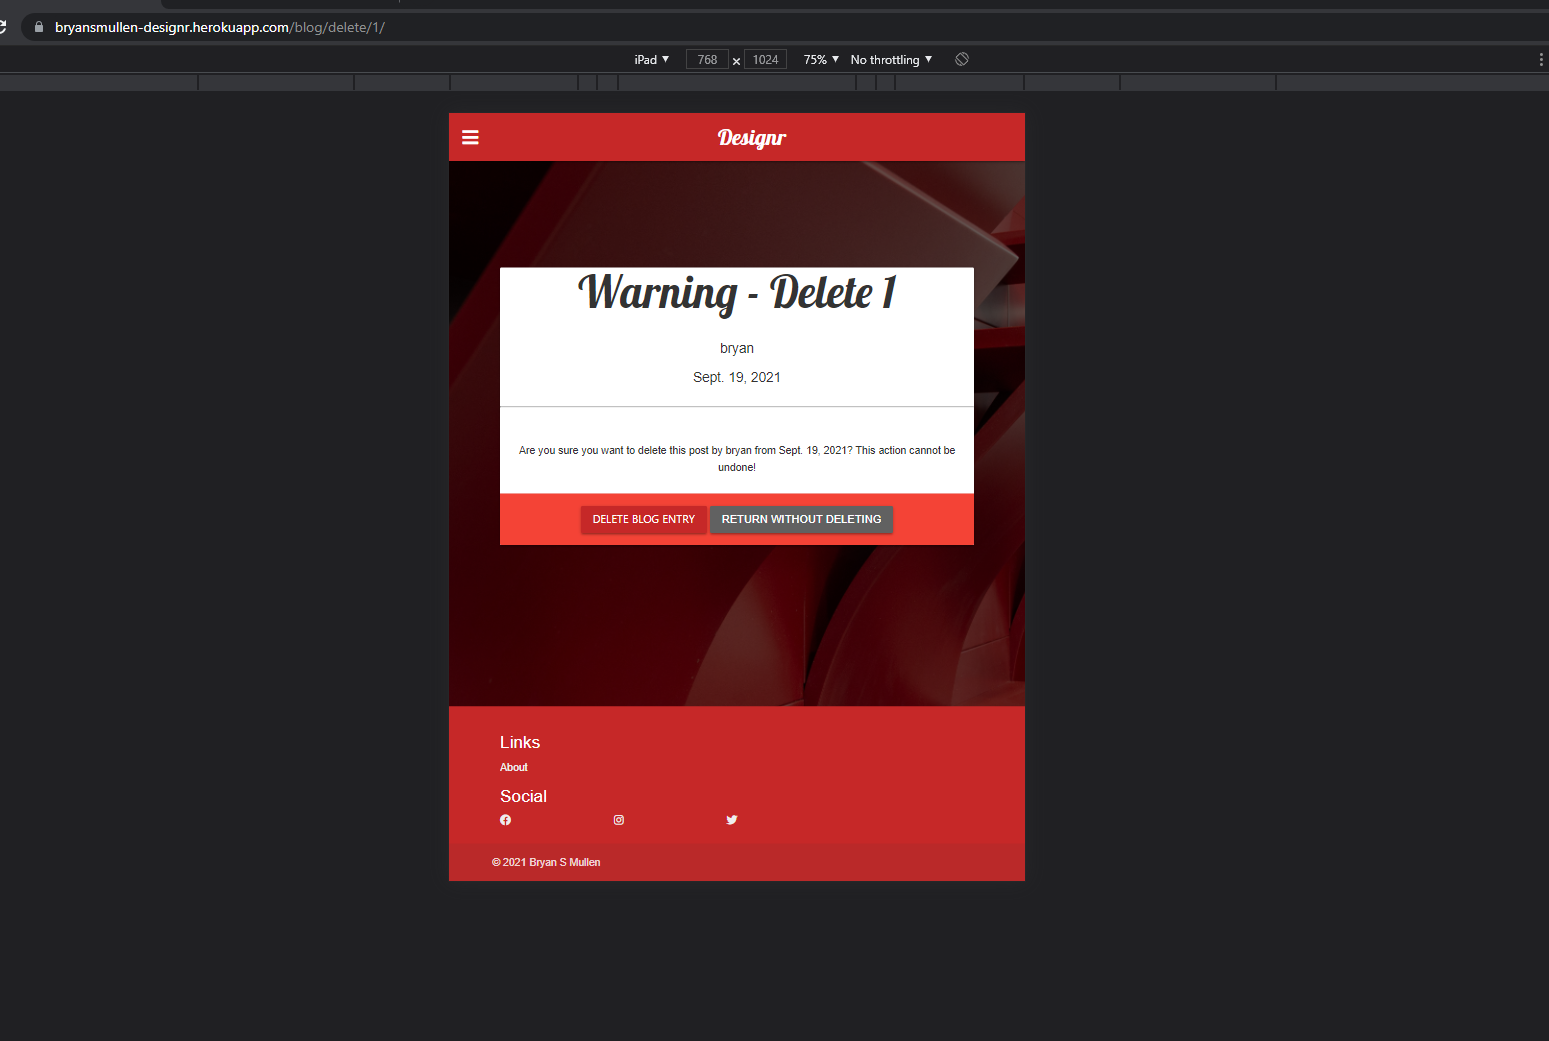 bryansmullen-designr.herokuapp.com/blog/delete/1/
iPad ▼ 768 × 1024 75% ▼ No throttling ▼
Designr
Warning - Delete 1
bryan
Sept. 19, 2021
Are you sure you want to delete this post by bryan from Sept. 19, 2021? This action cannot be
undone!
DELETE BLOG ENTRY RETURN WITHOUT DELETING
Links
About
Social
© 2021 Bryan S Mullen